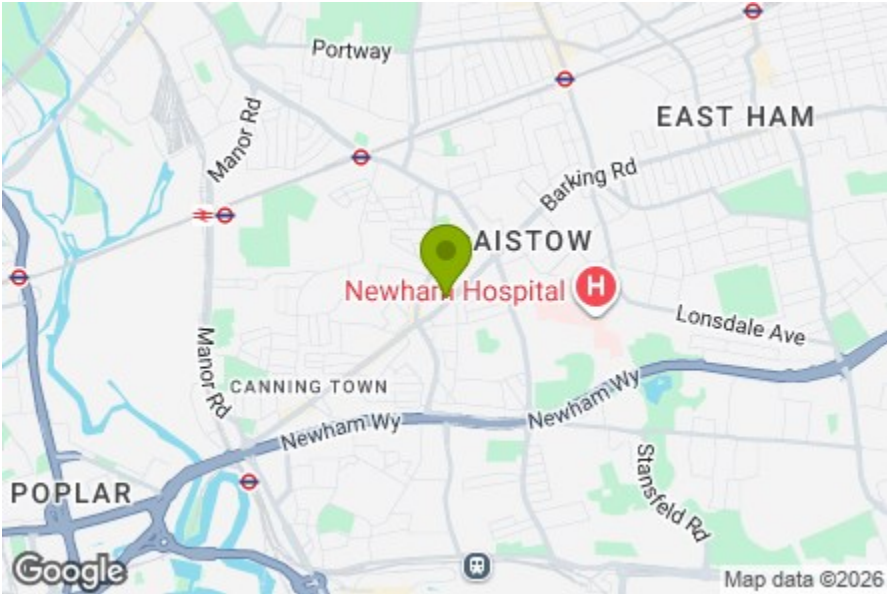 Portway
Manor Rd
EAST HAM
Barking Rd
AISTOW
Newham Hospital
H
Lonsdale Ave
Manor Rd
CANNING TOWN
Newham Wy
Newham Wy
POPLAR
Stansfeld Rd
Google
Map data ©2026